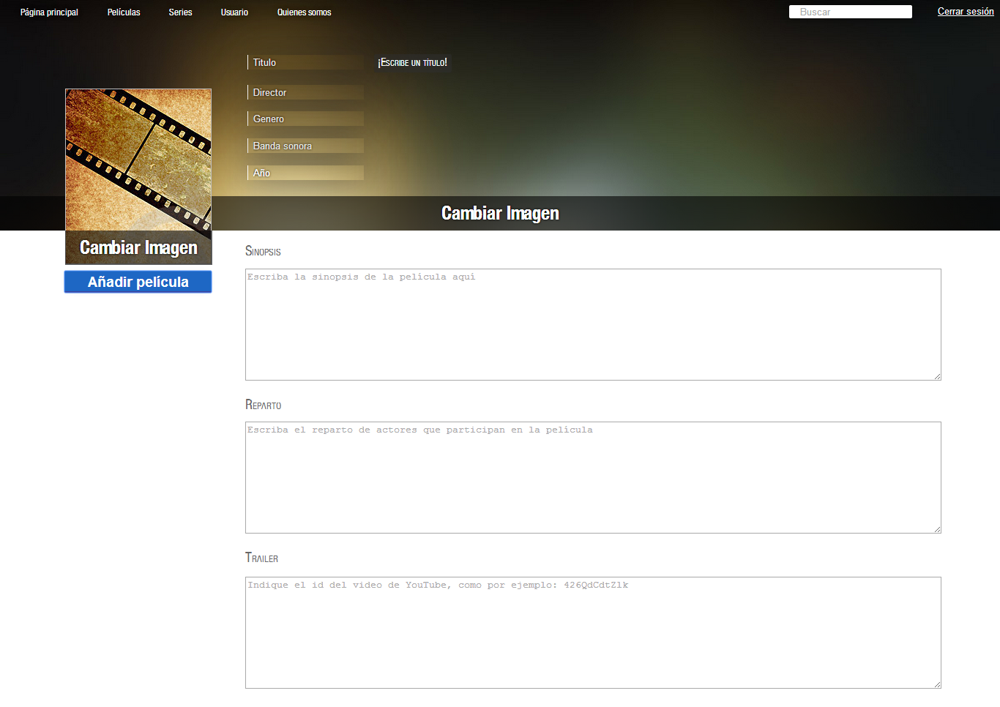 Página principal Películas Series Usuario Quienes somos Buscar Cerrar sesión
Titulo ¡Escribe un título!
Director
Genero
Banda sonora
Año
Cambiar Imagen
Cambiar Imagen
Añadir película
Sinopsis
Escriba la sinopsis de la película aquí
Reparto
Escriba el reparto de actores que participan en la película
Trailer
Indique el id del video de YouTube, como por ejemplo: 426QdCdtZlk